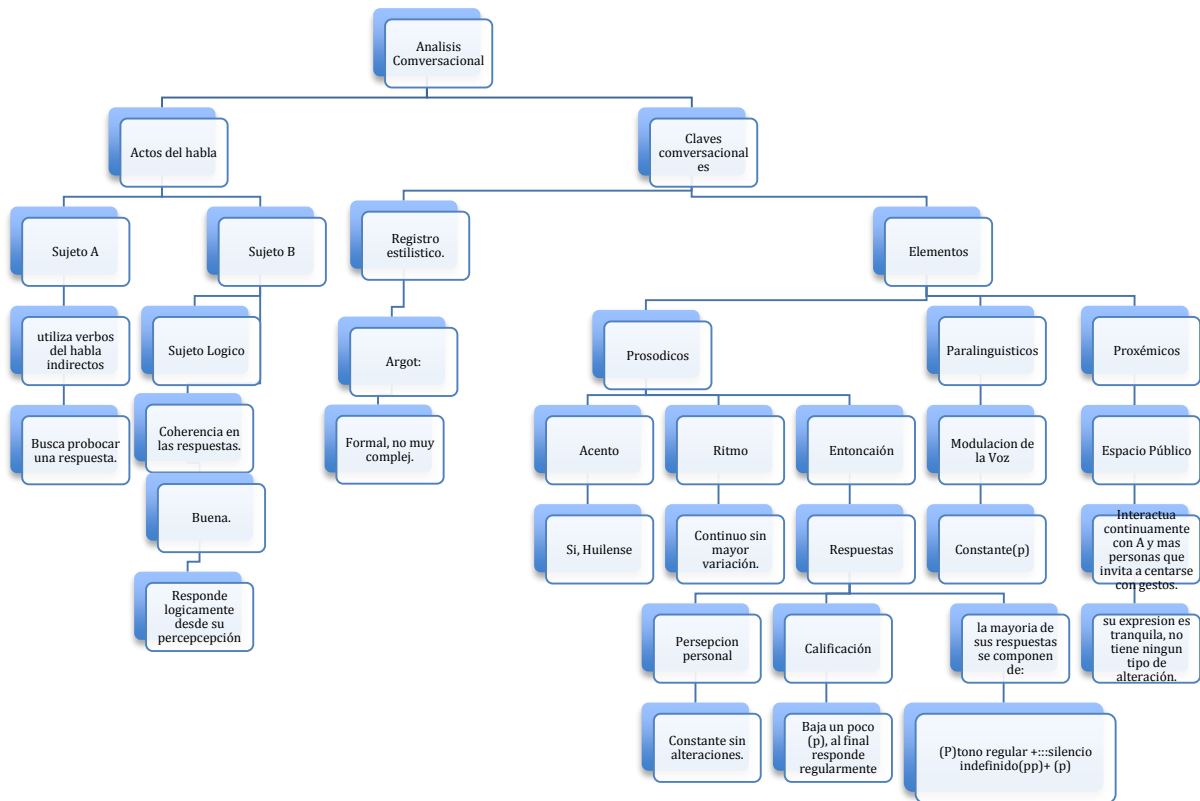 Analisis
Comversacional
Actos del habla
Claves
comversacional
es
Sujeto A
Sujeto B
Registro
estilistico.
Elementos
utiliza verbos
del habla
indirectos
Sujeto Logico
Argot:
Prosodicos
Paralinguisticos
Proxémicos
Busca probocar
una respuesta.
Coherencia en
las respuestas.
Formal, no muy
complej.
Acento
Ritmo
Entoncaión
Modulacion de
la Voz
Espacio Público
Buena.
Si, Huilense
Continuo sin
mayor
variación.
Respuestas
Constante(p)
Interactua
continuamente
con A y mas
personas que
invita a centarse
con gestos.
Responde
logicamente
desde su
percepcepción
Persepcion
personal
Calificación
la mayoria de
sus respuestas
se componen
de:
su expresion es
tranquila, no
tiene ningun
tipo de
alteración.
Constante sin
alteraciones.
Baja un poco
(p), al final
responde
regularmente
(P)tono regular +:::silencio
indefinido(pp)+ (p)